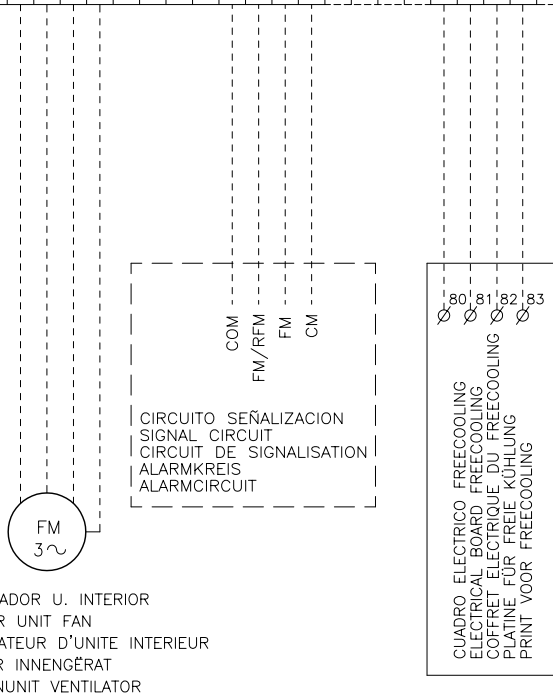 COM
FM/RFM
FM
CM
CIRCUITO SEÑALIZACION
SIGNAL CIRCUIT
CIRCUIT DE SIGNALISATION
ALARMKREIS
ALARMCIRCUIT
80 81 82 83
CUADRO ELECTRICO FREECOOLING
ELECTRICAL BOARD FREECOOLING
COFFRET ELECTRIQUE DU FREECOOLING
PLATINE FÜR FREIE KÜHLUNG
PRINT VOOR FREECOOLING
FM
3~
ADOR U. INTERIOR
R UNIT FAN
ATEUR D'UNITE INTERIEUR
R INNENGËRAT
NUNIT VENTILATOR